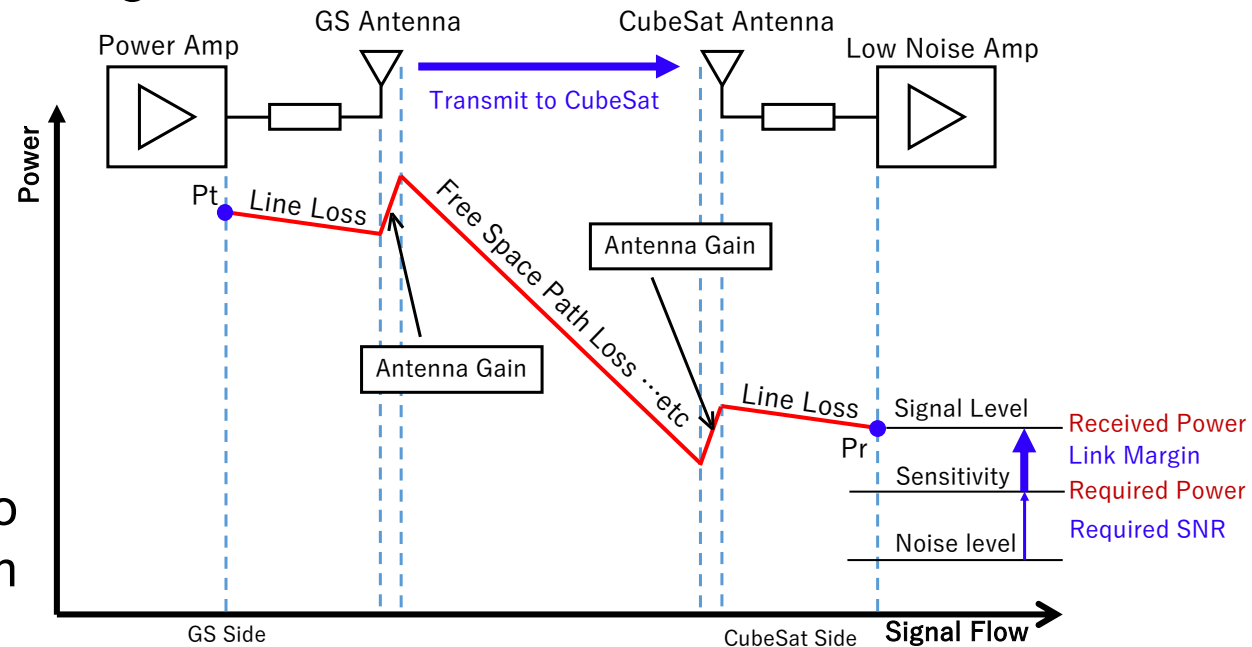 GS Antenna
CubeSat Antenna
Power Amp
Low Noise Amp
Transmit to CubeSat
Power
Pt
Line Loss
Free Space Path Loss …etc
Antenna Gain
Antenna Gain
Line Loss
Signal Level
Received Power
Pr
Link Margin
Sensitivity
Required Power
Required SNR
Noise level
GS Side
CubeSat Side
Signal Flow